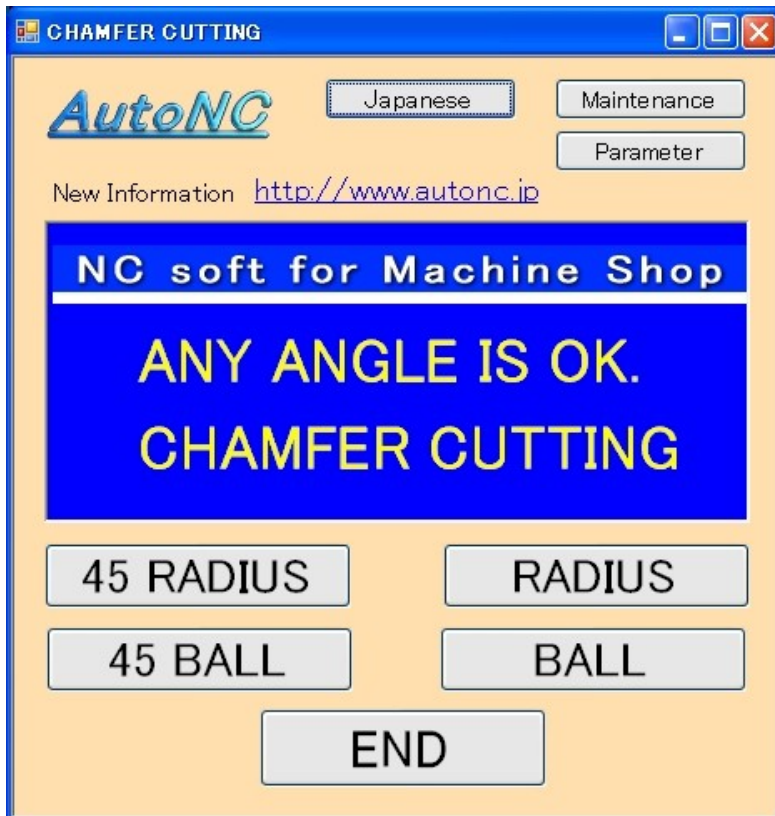 CHAMFER CUTTING
AutoNC
Japanese
Maintenance
Parameter
New Information http://www.autonc.jp
NC soft for Machine Shop
ANY ANGLE IS OK.
CHAMFER CUTTING
45 RADIUS
RADIUS
45 BALL
BALL
END